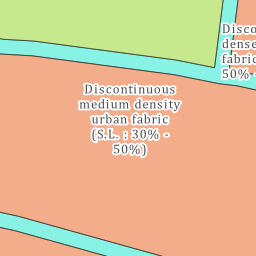 Discontinuous
medium density
urban fabric
(S.L. : 30% -
50%)
Disco
dense
fabric
50% -